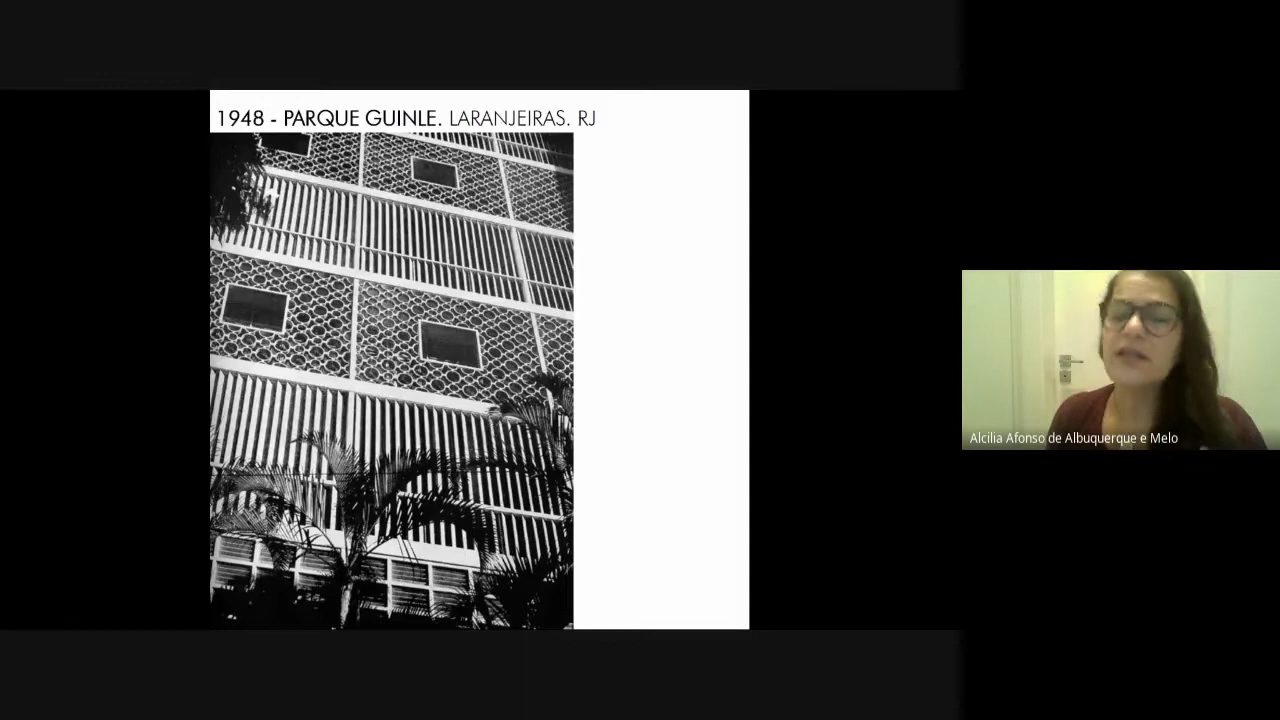 1948 - PARQUE GUINLE. LARANJEIRAS. RJ
Alcilia Afonso de Albuquerque e Melo